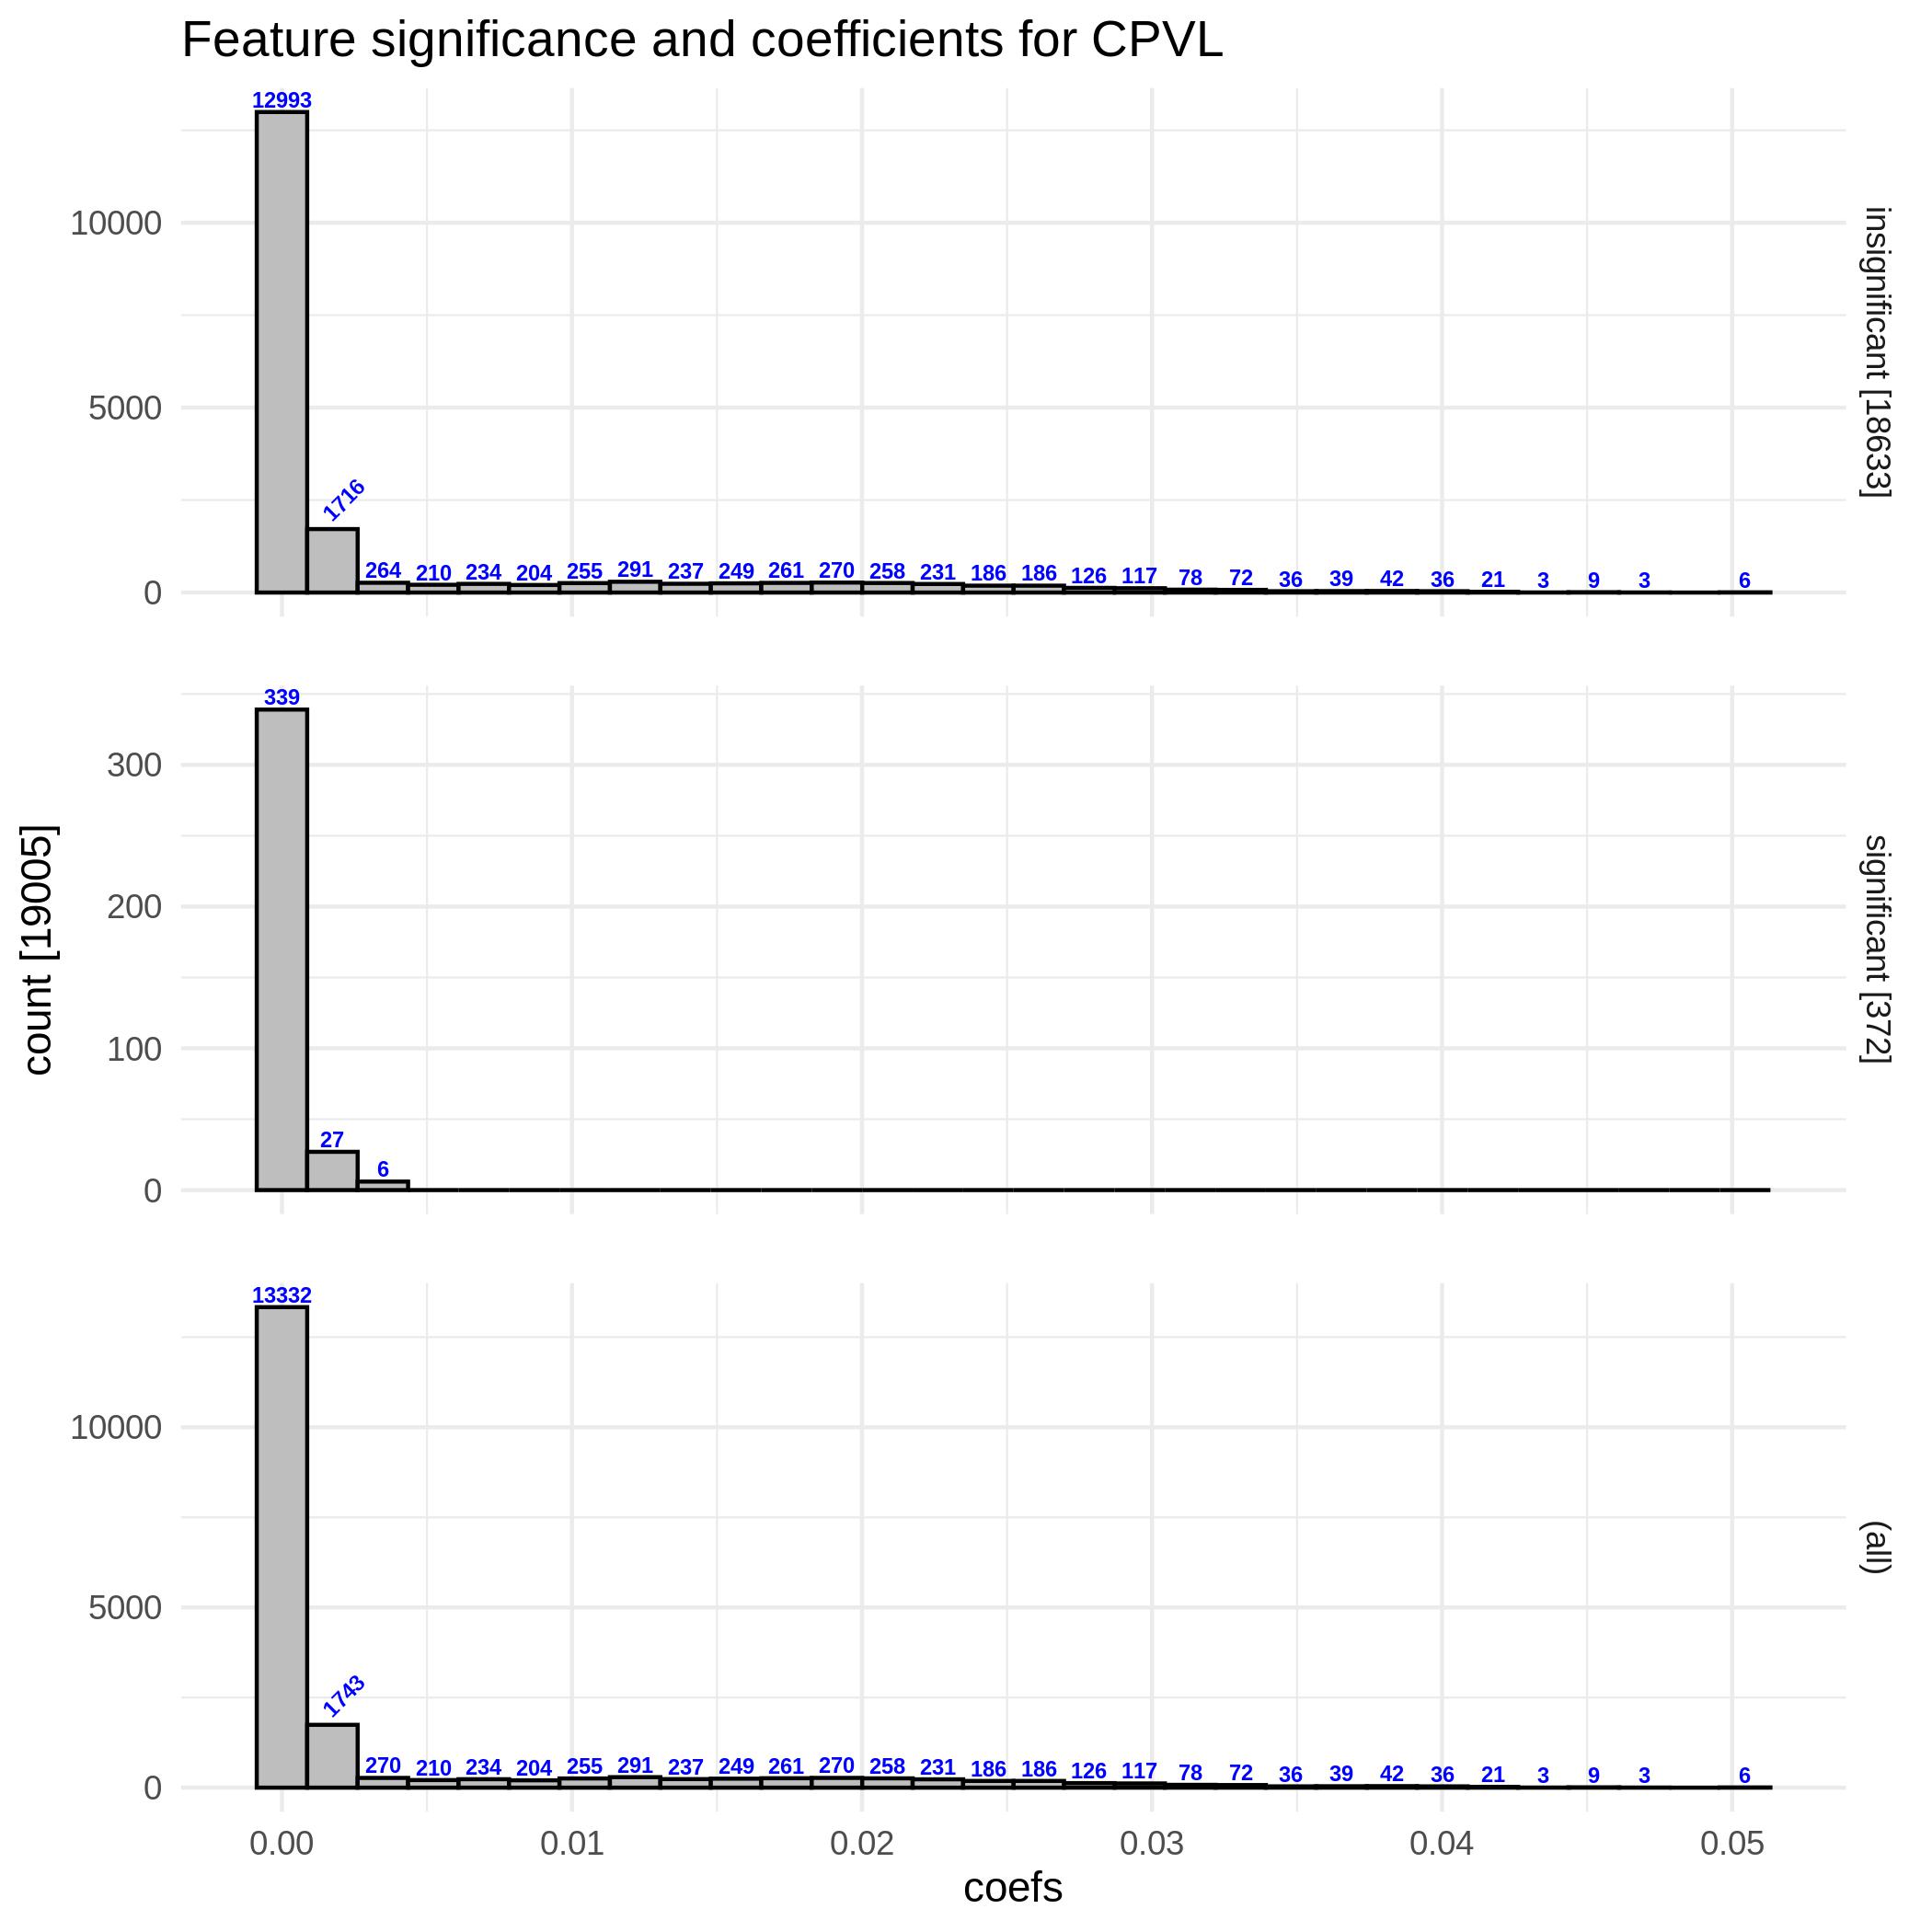 Feature significance and coefficients for CPVL
12993
1716
264 210 234 204 255 291 237 249 261 270 258 231 186 186 126 117 78 72 36 39 42 36 21 3 9 3 6
10000
5000
0
insignificant [18633]
339
27
6
300
200
100
0
significant [372]
count [19005]
13332
1743
270 210 234 204 255 291 237 249 261 270 258 231 186 186 126 117 78 72 36 39 42 36 21 3 9 3 6
10000
5000
0
(all)
0.00 0.01 0.02 0.03 0.04 0.05
coefs